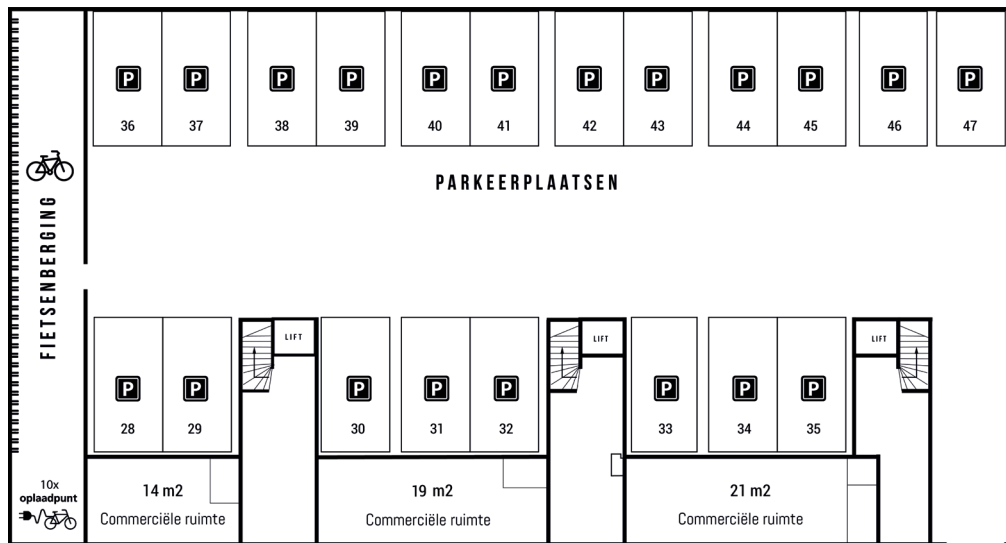 P P P P P P P P P P P P
36 37 38 39 40 41 42 43 44 45 46 47
PARKEERPLAATSEN
FIETSENBERGING
LIFT LIFT LIFT
P P P P P P P P
28 29 30 31 32 33 34 35
10x
oplaadpunt
14 m2
Commerciële ruimte
19 m2
Commerciële ruimte
21 m2
Commerciële ruimte